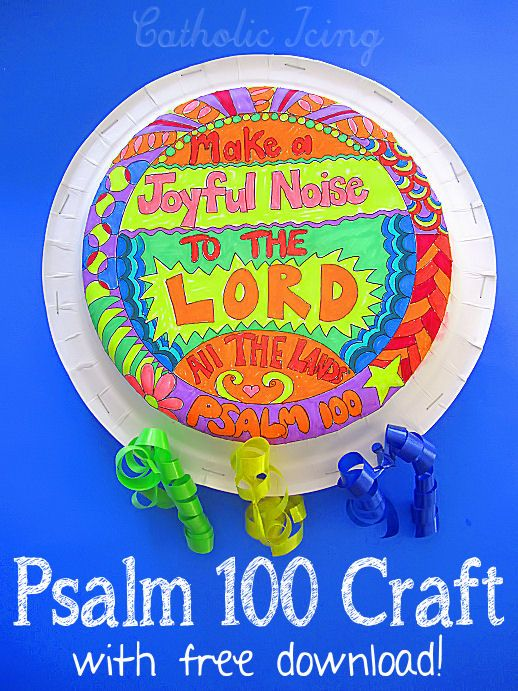 Catholic Icing
Make a
Joyful Noise
TO THE
LORD
All THE LANDS
PSALM 100
Psalm 100 Craft
with free download!